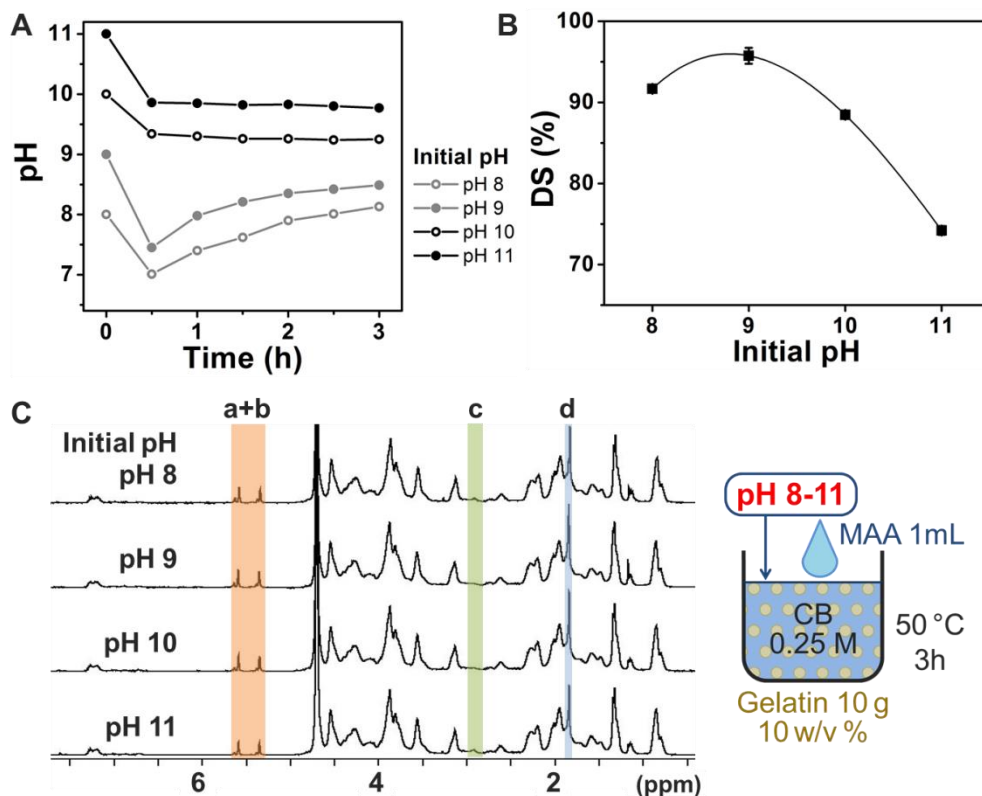 A
pH
11
10
9
8
7
0
1
2
3
Time (h)
Initial pH
pH 8
pH 9
pH 10
pH 11
B
DS (%)
100
90
80
70
8
9
10
11
Initial pH
C
a+b
c
d
Initial pH
pH 8
pH 9
pH 10
pH 11
6
4
2
(ppm)
pH 8-11
MAA 1mL
CB
0.25 M
50 °C
3h
Gelatin 10 g
10 w/v %